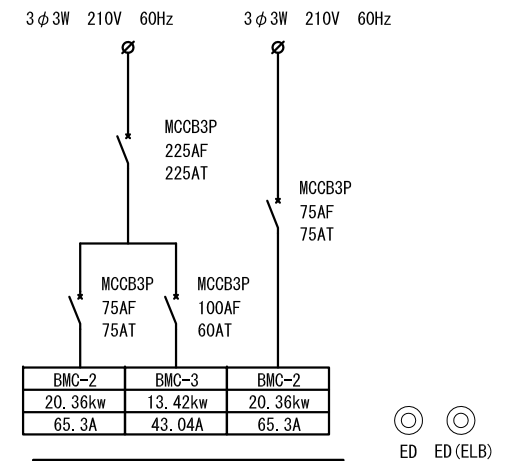 3φ3W 210V 60Hz
3φ3W 210V 60Hz
MCCB3P
225AF
225AT
MCCB3P
75AF
75AT
MCCB3P
75AF
75AT
MCCB3P
100AF
60AT
BMC-2 BMC-3 BMC-2
20.36kw 13.42kw 20.36kw
65.3A 43.04A 65.3A
ED ED(ELB)